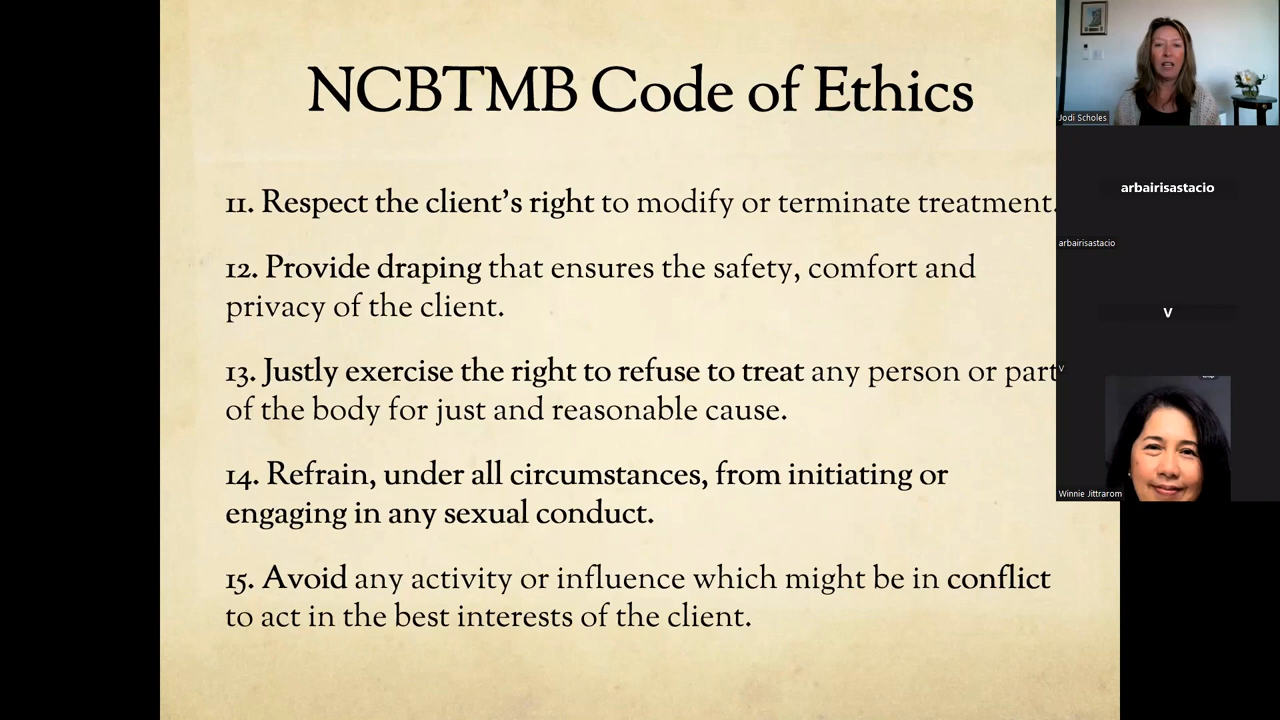 NCBTMB Code of Ethics
11. Respect the client's right to modify or terminate treatment.
12. Provide draping that ensures the safety, comfort and
privacy of the client.
13. Justly exercise the right to refuse to treat any person or part
of the body for just and reasonable cause.
14. Refrain, under all circumstances, from initiating or
engaging in any sexual conduct.
15. Avoid any activity or influence which might be in conflict
to act in the best interests of the client.
Jodi Scholes
arbairisastacio
arbairisastacio
V
V
Winnie Jittrarom